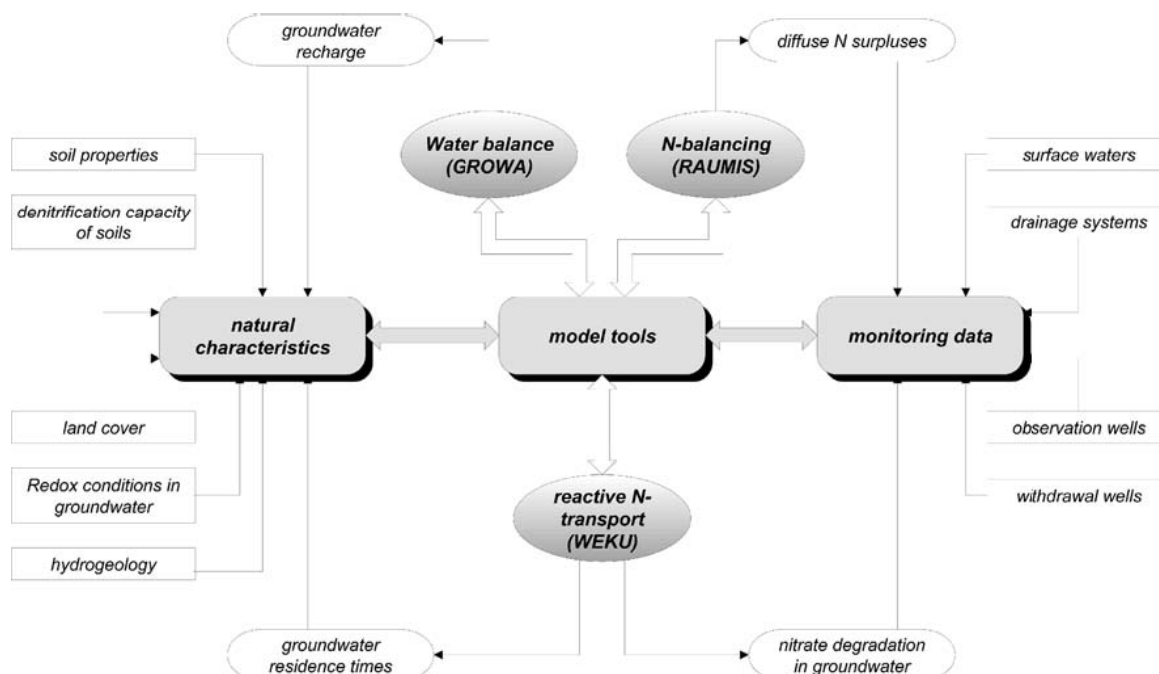 groundwater
recharge
diffuse N surpluses
Water balance
(GROWA)
N-balancing
(RAUMIS)
soil properties
surface waters
denitrification capacity
of soils
drainage systems
natural
characteristics
model tools
monitoring data
land cover
observation wells
Redox conditions in
groundwater
reactive N-
transport
(WEKU)
withdrawal wells
hydrogeology
groundwater
residence times
nitrate degradation
in groundwater